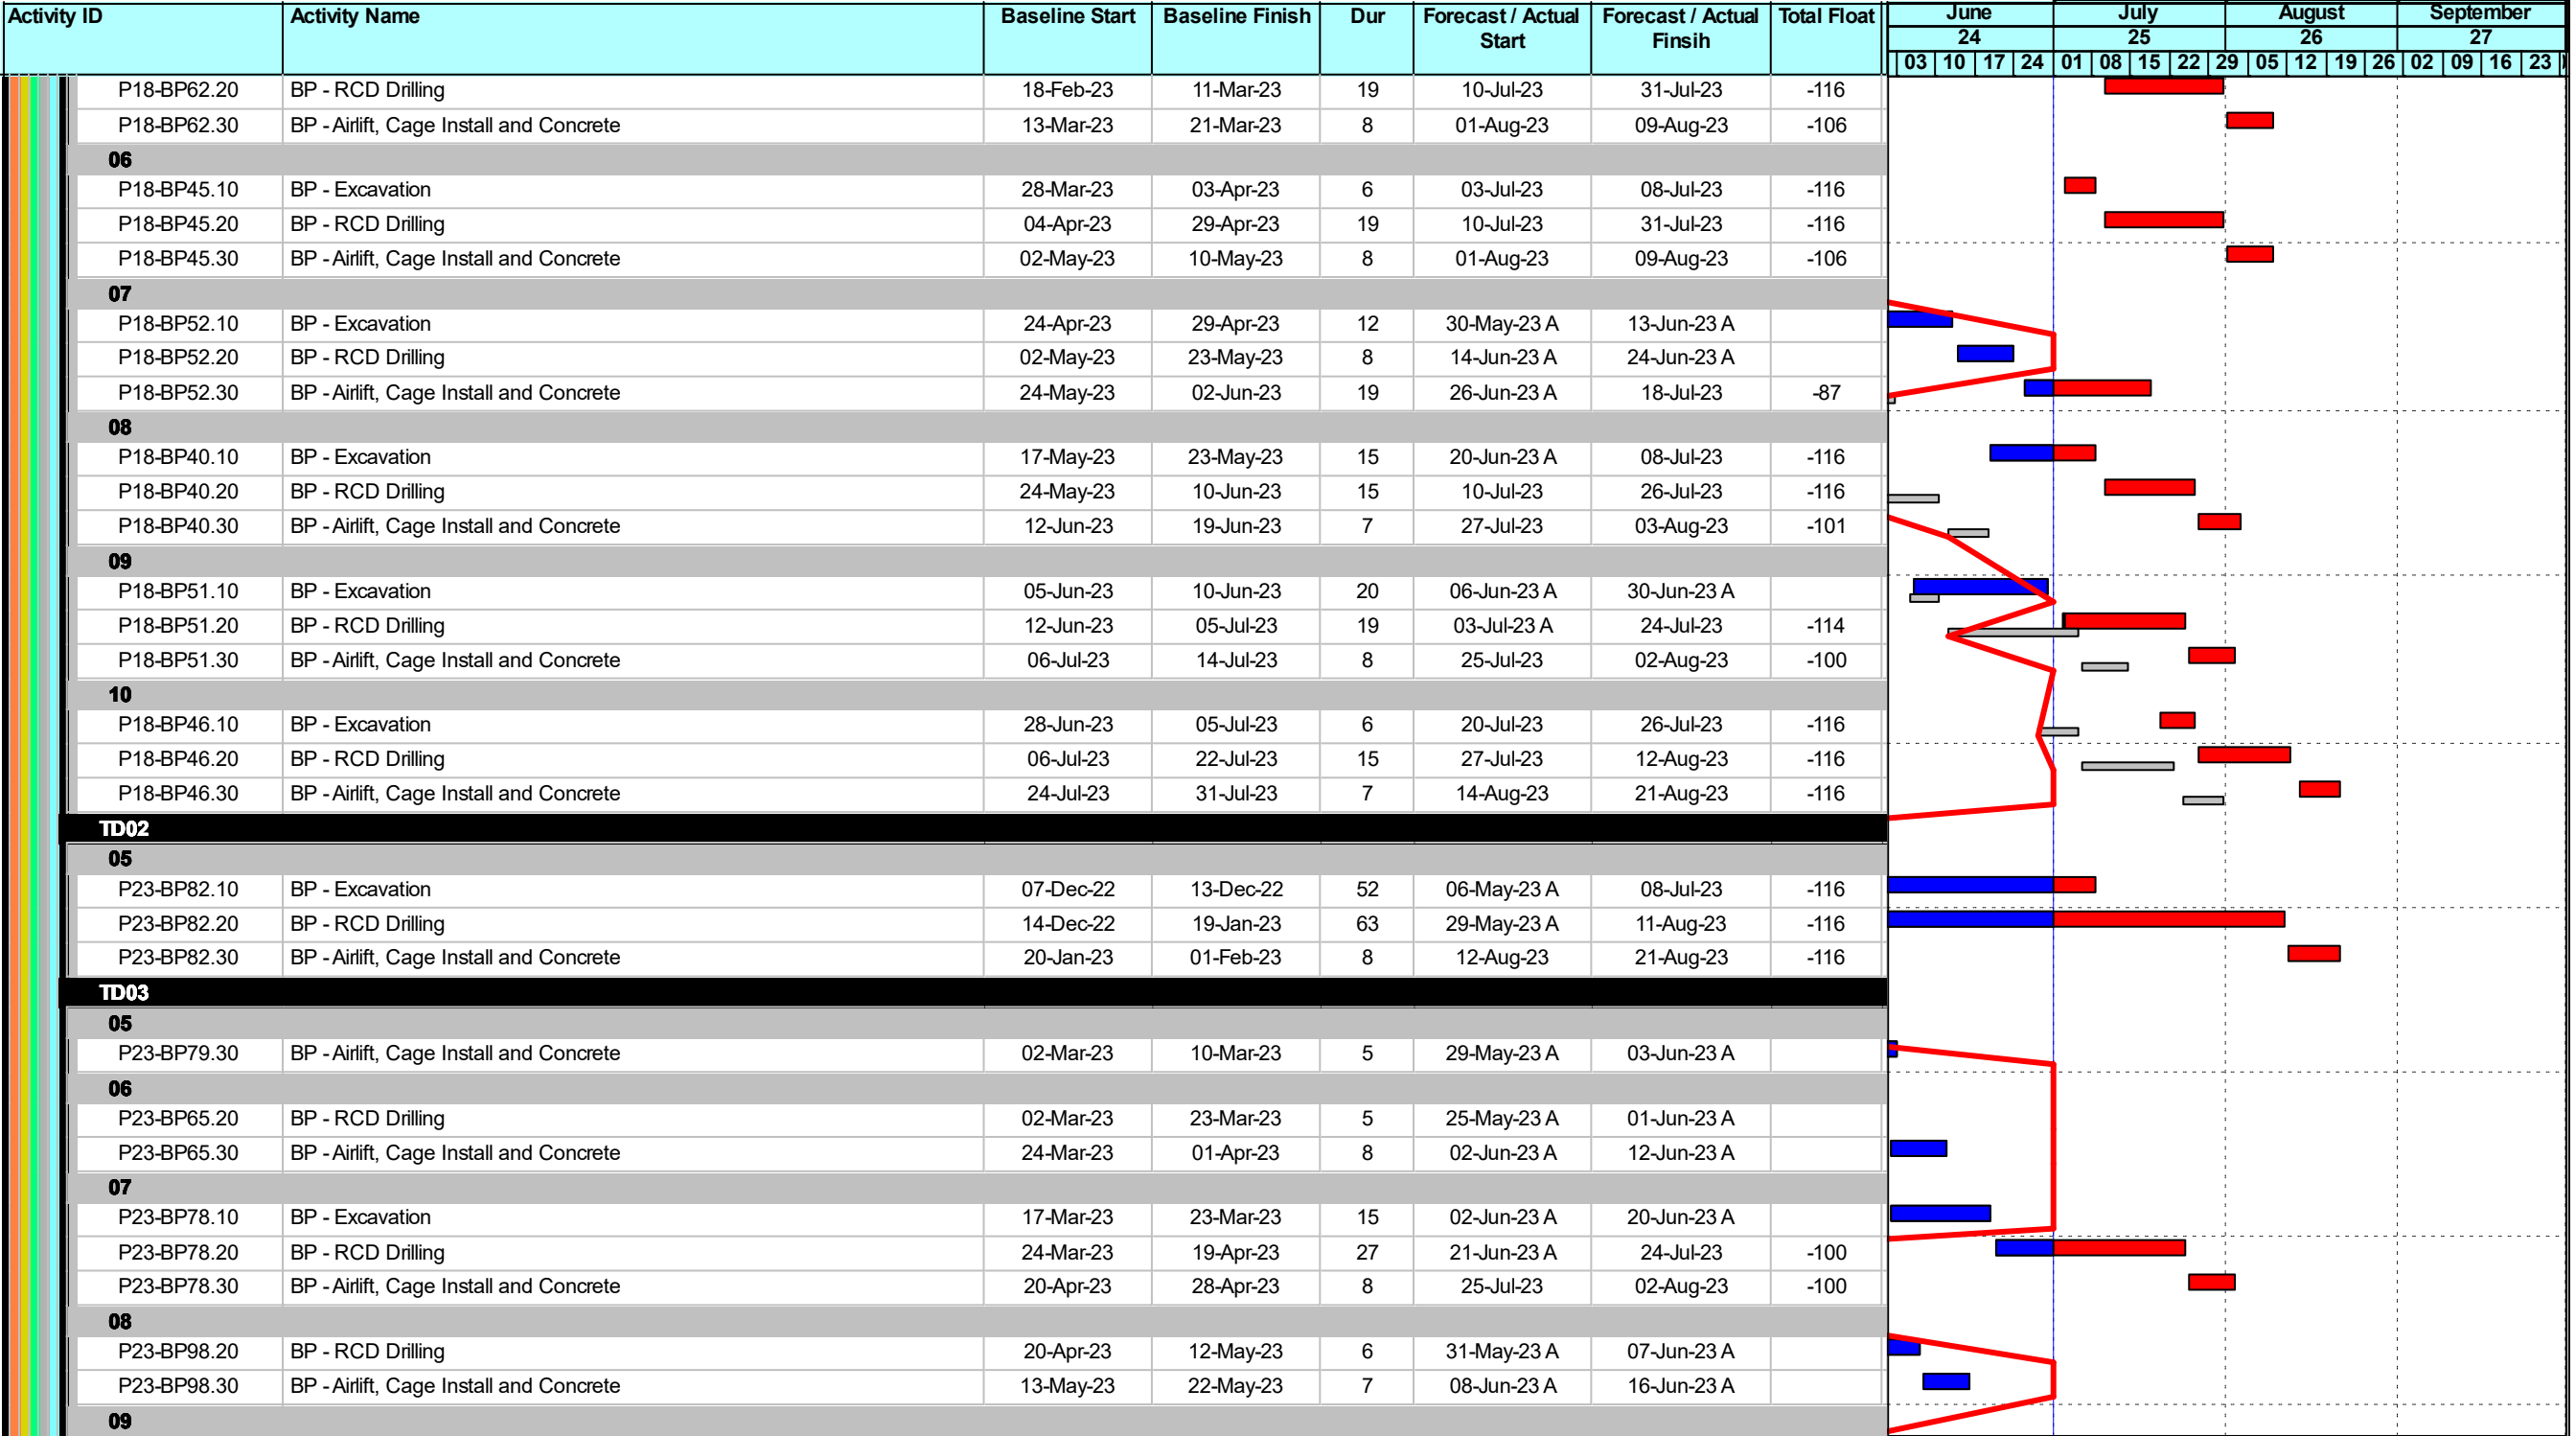 Activity ID Activity Name Baseline Start Baseline Finish Dur Forecast / Actual Start Forecast / Actual Finsih Total Float June July August September
24 25 26 27
03 10 17 24 01 08 15 22 29 05 12 19 26 02 09 16 23
P18-BP62.20 BP - RCD Drilling 18-Feb-23 11-Mar-23 19 10-Jul-23 31-Jul-23 -116
P18-BP62.30 BP - Airlift, Cage Install and Concrete 13-Mar-23 21-Mar-23 8 01-Aug-23 09-Aug-23 -106
06
P18-BP45.10 BP - Excavation 28-Mar-23 03-Apr-23 6 03-Jul-23 08-Jul-23 -116
P18-BP45.20 BP - RCD Drilling 04-Apr-23 29-Apr-23 19 10-Jul-23 31-Jul-23 -116
P18-BP45.30 BP - Airlift, Cage Install and Concrete 02-May-23 10-May-23 8 01-Aug-23 09-Aug-23 -106
07
P18-BP52.10 BP - Excavation 24-Apr-23 29-Apr-23 12 30-May-23 A 13-Jun-23 A
P18-BP52.20 BP - RCD Drilling 02-May-23 23-May-23 8 14-Jun-23 A 24-Jun-23 A
P18-BP52.30 BP - Airlift, Cage Install and Concrete 24-May-23 02-Jun-23 19 26-Jun-23 A 18-Jul-23 -87
08
P18-BP40.10 BP - Excavation 17-May-23 23-May-23 15 20-Jun-23 A 08-Jul-23 -116
P18-BP40.20 BP - RCD Drilling 24-May-23 10-Jun-23 15 10-Jul-23 26-Jul-23 -116
P18-BP40.30 BP - Airlift, Cage Install and Concrete 12-Jun-23 19-Jun-23 7 27-Jul-23 03-Aug-23 -101
09
P18-BP51.10 BP - Excavation 05-Jun-23 10-Jun-23 20 06-Jun-23 A 30-Jun-23 A
P18-BP51.20 BP - RCD Drilling 12-Jun-23 05-Jul-23 19 03-Jul-23 A 24-Jul-23 -114
P18-BP51.30 BP - Airlift, Cage Install and Concrete 06-Jul-23 14-Jul-23 8 25-Jul-23 02-Aug-23 -100
10
P18-BP46.10 BP - Excavation 28-Jun-23 05-Jul-23 6 20-Jul-23 26-Jul-23 -116
P18-BP46.20 BP - RCD Drilling 06-Jul-23 22-Jul-23 15 27-Jul-23 12-Aug-23 -116
P18-BP46.30 BP - Airlift, Cage Install and Concrete 24-Jul-23 31-Jul-23 7 14-Aug-23 21-Aug-23 -116
TD02
05
P23-BP82.10 BP - Excavation 07-Dec-22 13-Dec-22 52 06-May-23 A 08-Jul-23 -116
P23-BP82.20 BP - RCD Drilling 14-Dec-22 19-Jan-23 63 29-May-23 A 11-Aug-23 -116
P23-BP82.30 BP - Airlift, Cage Install and Concrete 20-Jan-23 01-Feb-23 8 12-Aug-23 21-Aug-23 -116
TD03
05
P23-BP79.30 BP - Airlift, Cage Install and Concrete 02-Mar-23 10-Mar-23 5 29-May-23 A 03-Jun-23 A
06
P23-BP65.20 BP - RCD Drilling 02-Mar-23 23-Mar-23 5 25-May-23 A 01-Jun-23 A
P23-BP65.30 BP - Airlift, Cage Install and Concrete 24-Mar-23 01-Apr-23 8 02-Jun-23 A 12-Jun-23 A
07
P23-BP78.10 BP - Excavation 17-Mar-23 23-Mar-23 15 02-Jun-23 A 20-Jun-23 A
P23-BP78.20 BP - RCD Drilling 24-Mar-23 19-Apr-23 27 21-Jun-23 A 24-Jul-23 -100
P23-BP78.30 BP - Airlift, Cage Install and Concrete 20-Apr-23 28-Apr-23 8 25-Jul-23 02-Aug-23 -100
08
P23-BP98.20 BP - RCD Drilling 20-Apr-23 12-May-23 6 31-May-23 A 07-Jun-23 A
P23-BP98.30 BP - Airlift, Cage Install and Concrete 13-May-23 22-May-23 7 08-Jun-23 A 16-Jun-23 A
09